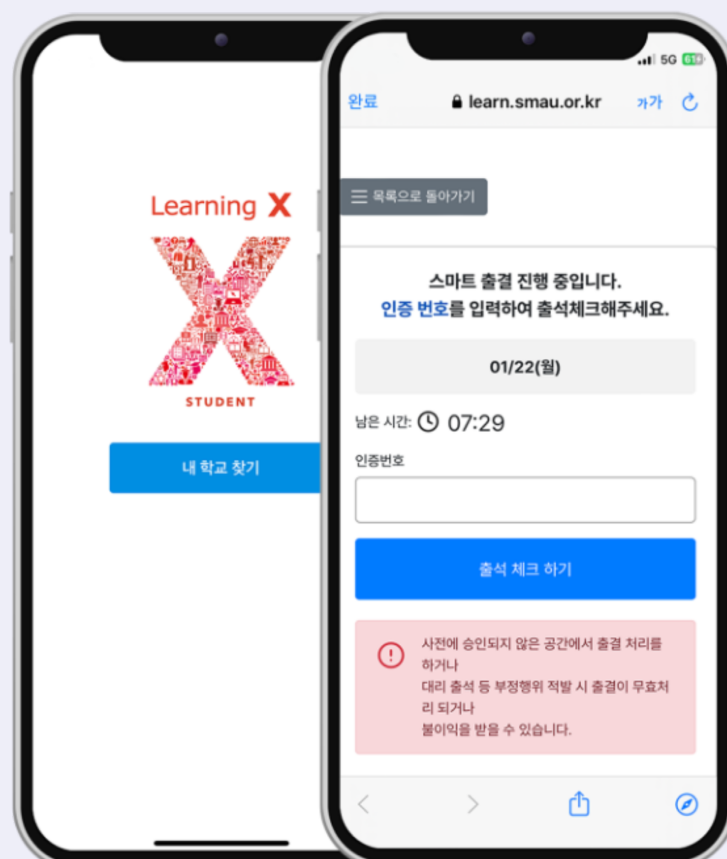 Learning X
STUDENT
내 학교 찾기
5G 61
완료
learn.smau.or.kr
가가
목록으로 돌아가기
스마트 출결 진행 중입니다.
인증 번호를 입력하여 출석체크해주세요.
01/22(월)
남은 시간: 07:29
인증번호
출석 체크 하기
사전에 승인되지 않은 공간에서 출결 처리를
하거나
대리 출석 등 부정행위 적발 시 출결이 무효처
리 되거나
불이익을 받을 수 있습니다.